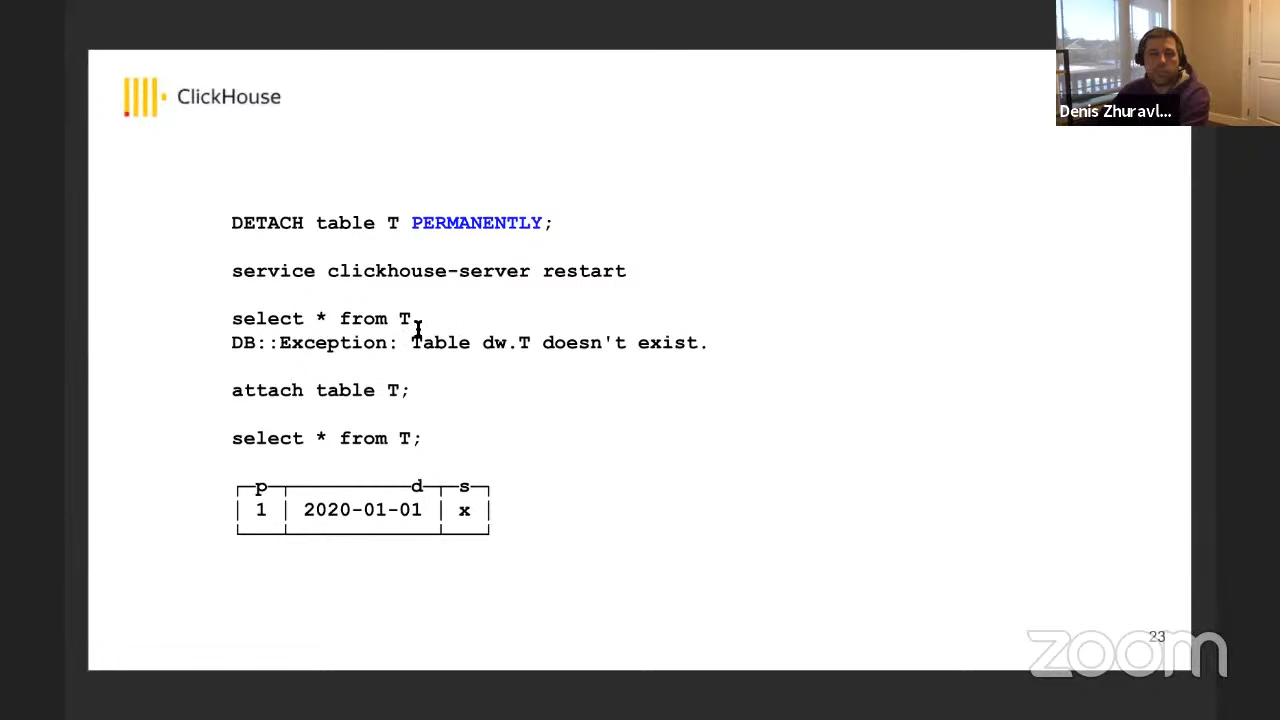 ClickHouse
Denis Zhuravl...
DETACH table T PERMANENTLY;
service clickhouse-server restart
select * from T
DB::Exception: Table dw.T doesn't exist.
attach table T;
select * from T;
p d s
1 2020-01-01 x
23
zoom